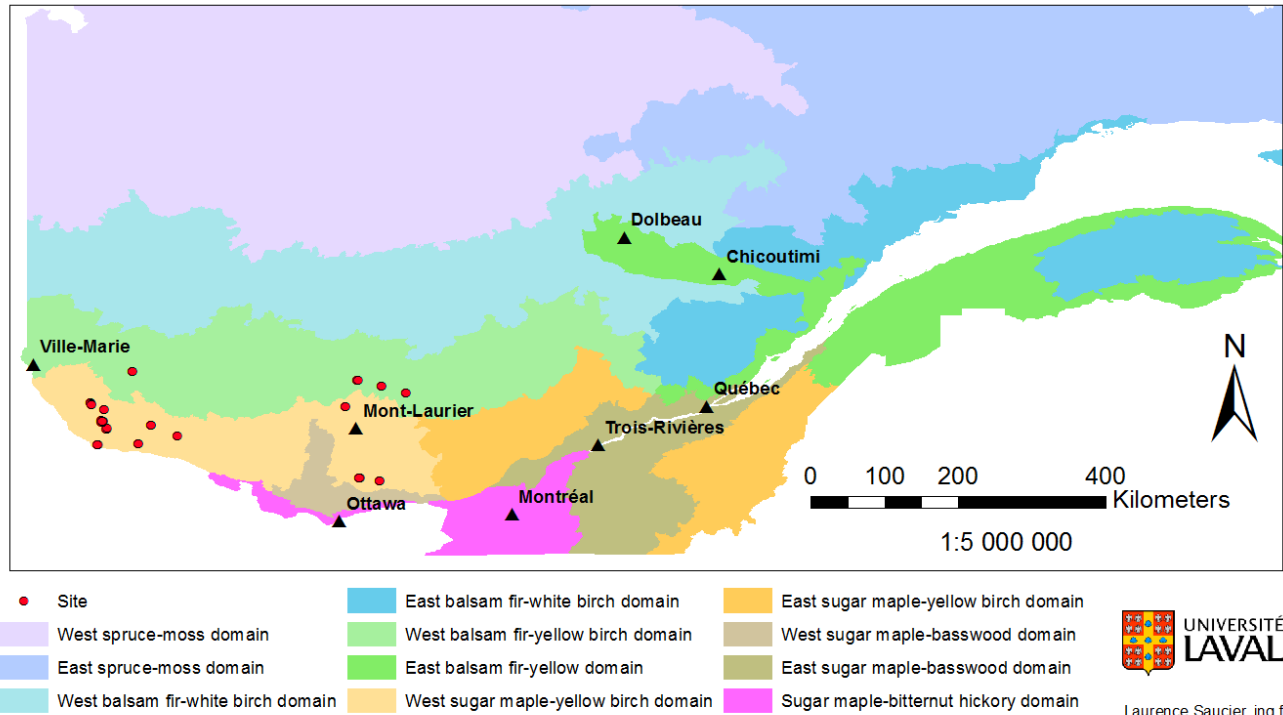 Dolbeau
Chicoutimi
Ville-Marie
Québec
Mont-Laurier
Trois-Rivières
Ottawa
Montréal
N
0 100 200 400
Kilometers
1:5 000 000
Site
West spruce-moss domain
East spruce-moss domain
West balsam fir-white birch domain
East balsam fir-white birch domain
West balsam fir-yellow birch domain
East balsam fir-yellow domain
West sugar maple-yellow birch domain
East sugar maple-yellow birch domain
West sugar maple-basswood domain
East sugar maple-basswood domain
Sugar maple-bitternut hickory domain
UNIVERSITÉ
LAVAL
Laurence Saucier, ing.f